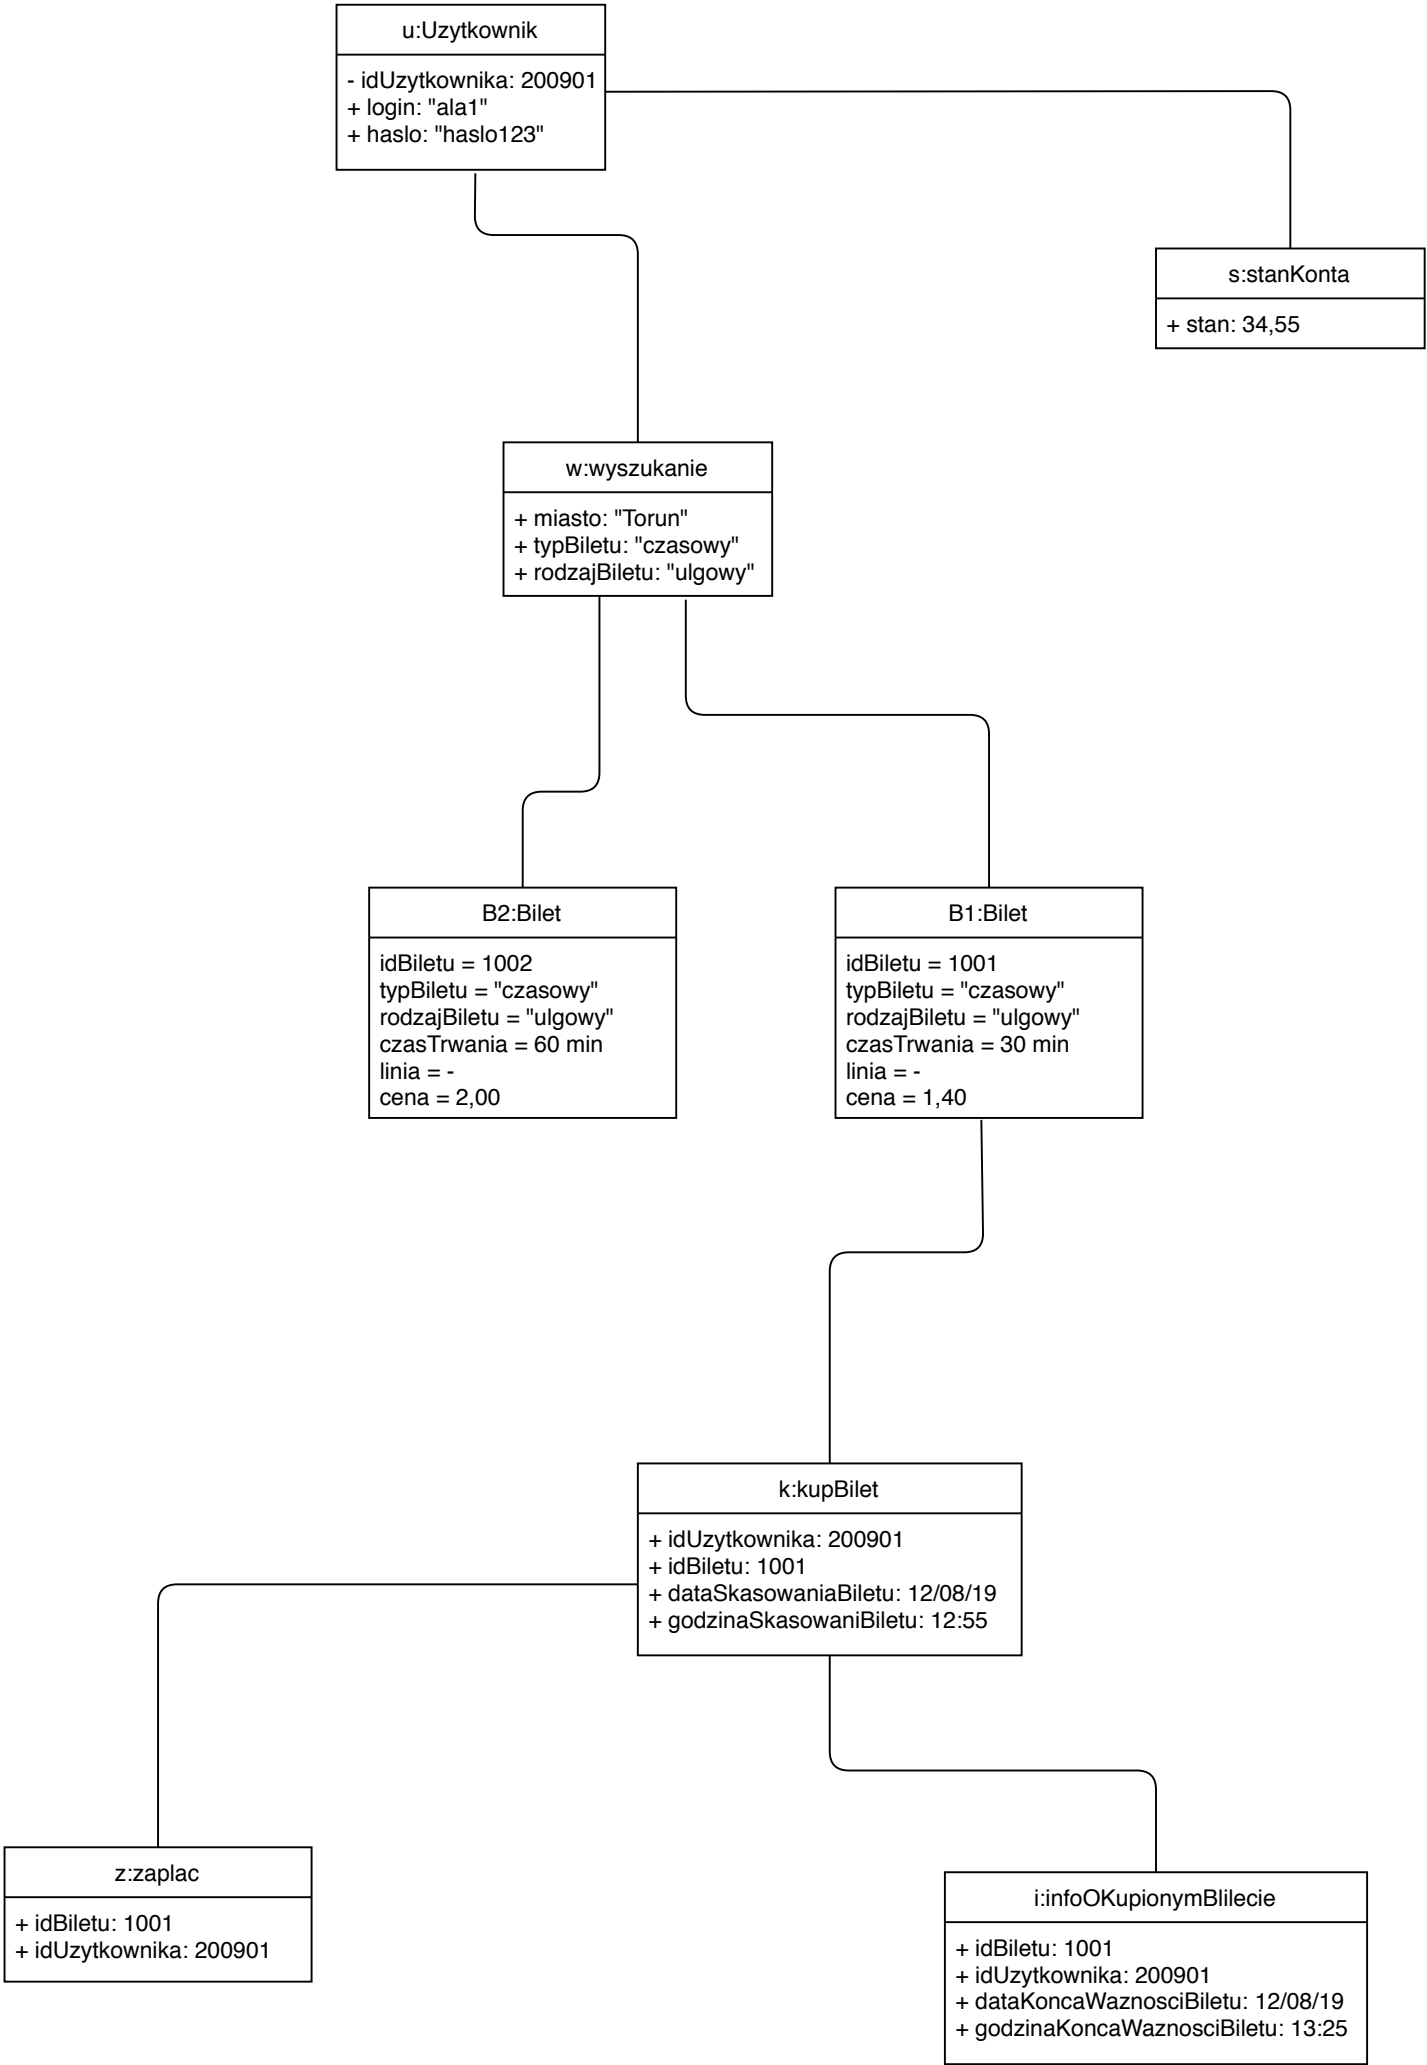 u:Uzytkownik
- idUzytkownika: 200901
+ login: "ala1"
+ haslo: "haslo123"
s:stanKonta
+ stan: 34,55
w:wyszukanie
+ miasto: "Torun"
+ typBiletu: "czasowy"
+ rodzajBiletu: "ulgowy"
B2:Bilet
idBiletu = 1002
typBiletu = "czasowy"
rodzajBiletu = "ulgowy"
czasTrwania = 60 min
linia = -
cena = 2,00
B1:Bilet
idBiletu = 1001
typBiletu = "czasowy"
rodzajBiletu = "ulgowy"
czasTrwania = 30 min
linia = -
cena = 1,40
k:kupBilet
+ idUzytkownika: 200901
+ idBiletu: 1001
+ dataSkasowaniaBiletu: 12/08/19
+ godzinaSkasowaniBiletu: 12:55
z:zaplac
+ idBiletu: 1001
+ idUzytkownika: 200901
i:infoOKupionymBlilecie
+ idBiletu: 1001
+ idUzytkownika: 200901
+ dataKoncaWaznosciBiletu: 12/08/19
+ godzinaKoncaWaznosciBiletu: 13:25